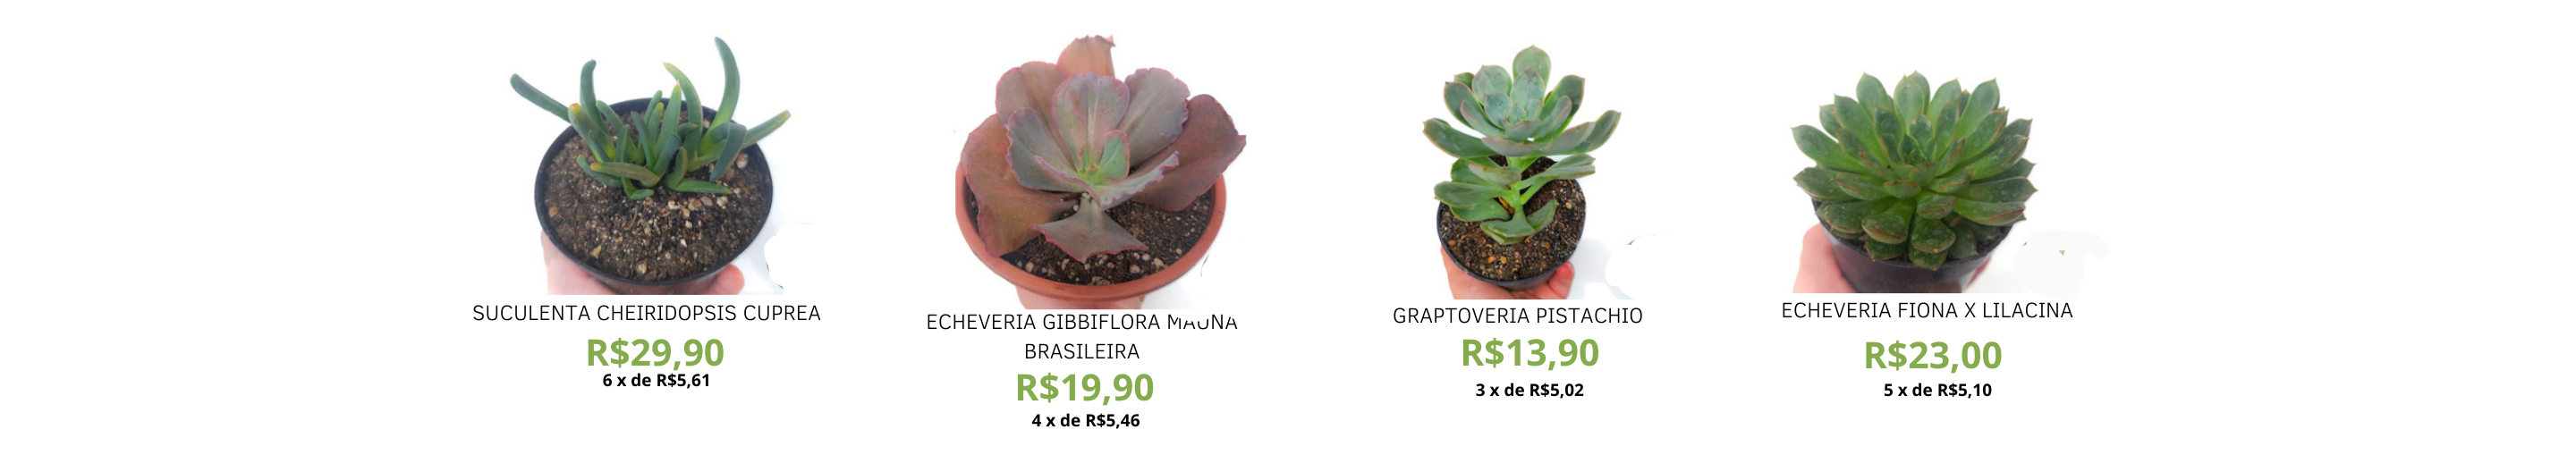 SUCULENTA CHEIRIDOPSIS CUPREA
R$29,90
6 x de R$5,61
ECHEVERIA GIBBIFLORA MAUNA
BRASILEIRA
R$19,90
4 x de R$5,46
GRAPTOVERIA PISTACHIO
R$13,90
3 x de R$5,02
ECHEVERIA FIONA X LILACINA
R$23,00
5 x de R$5,10